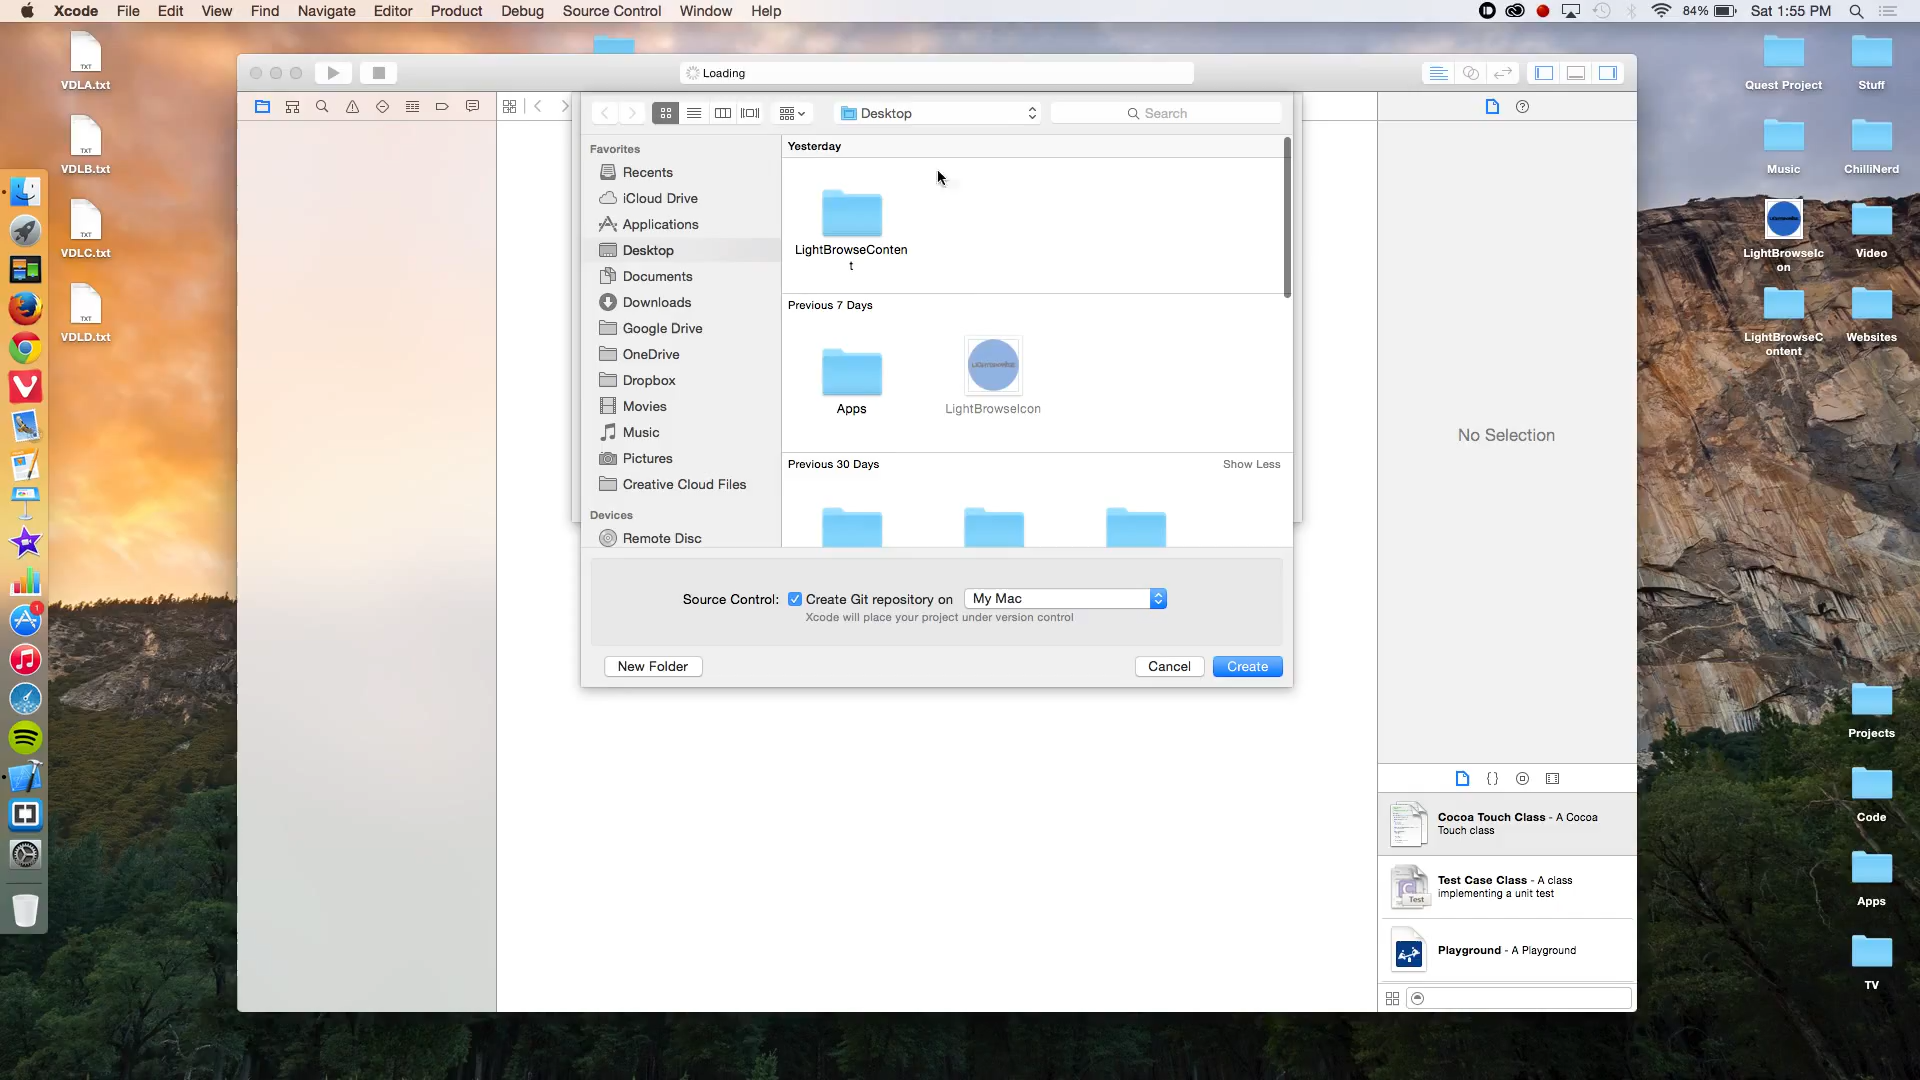 Xcode File Edit View Find Navigate Editor Product Debug Source Control Window Help
84% Sat 1:55 PM
TXT
VDLA.txt
TXT
VDLB.txt
TXT
VDLC.txt
TXT
VDLD.txt
1
Loading
Desktop
Search
Favorites
Recents
iCloud Drive
Applications
Desktop
Documents
Downloads
Google Drive
OneDrive
Dropbox
Movies
Music
Pictures
Creative Cloud Files
Devices
Remote Disc
Yesterday
LightBrowseConten
t
Previous 7 Days
Apps
LightBrowseIcon
Previous 30 Days
Show Less
Source Control: Create Git repository on My Mac
Xcode will place your project under version control
New Folder
Cancel
Create
No Selection
{}
Cocoa Touch Class - A Cocoa
Touch class
Test
Test Case Class - A class
implementing a unit test
Playground - A Playground
Quest Project
Stuff
Music
ChilliNerd
LightBrowseIc
on
Video
LightBrowseC
ontent
Websites
Projects
Code
Apps
TV